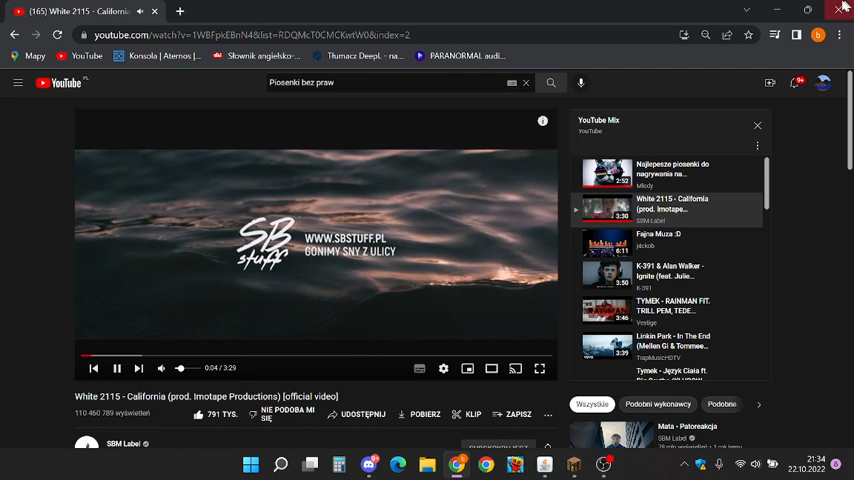 (165) White 2115 - California
youtube.com/watch?v=1WBFpkEBnN4&list=RDQMcT0CMCKwtW0&index=2
Mapy
YouTube
Konsola | Aternos |...
Słownik angielsko-...
Tłumacz DeepL - na...
PARANORMAL audi...
YouTube PL
Piosenki bez praw
9+
SB stuff
WWW.SBSTUFF.PL
GONIMY SNY Z ULICY
0:04 / 3:29
YouTube Mix
YouTube
2:52
Najlepesze piosenki do
nagrywania na...
Mlody
3:30
White 2115 - California
(prod. Imotape...
SBM Label
6:11
Fajna Muza :D
j4ckob
3:50
K-391 & Alan Walker -
Ignite (feat. Julie...
K-391
3:46
TYMEK - RAINMAN FIT.
TRILL PEM, TEDE...
Vestige
3:39
Linkin Park - In The End
(Mellen Gi & Tommee...
TrapMusicHDTV
Tymek - Język Ciała ft.
White 2115 - California (prod. Imotape Productions) [official video]
110 460 789 wyświetleń
791 TYS.
NIE PODOBA MI
SIĘ
UDOSTĘPNIJ
POBIERZ
KLIP
ZAPISZ
Wszystkie
Podobni wykonawcy
Podobne
SBM Label
Mata - Patoreakcja
SBM Label
21:34
22.10.2022
8